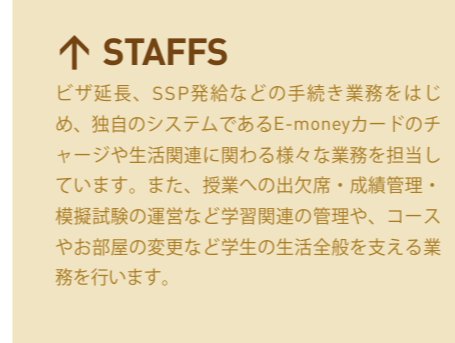 ↑ STAFFS
ビザ延長、SSP発給などの手続き業務をはじ
め、独自のシステムであるE-moneyカードのチ
ャージや生活関連に関わる様々な業務を担当し
ています。また、授業への出欠席・成績管理・
模擬試験の運営など学習関連の管理や、コース
やお部屋の変更など学生の生活全般を支える業
務を行います。